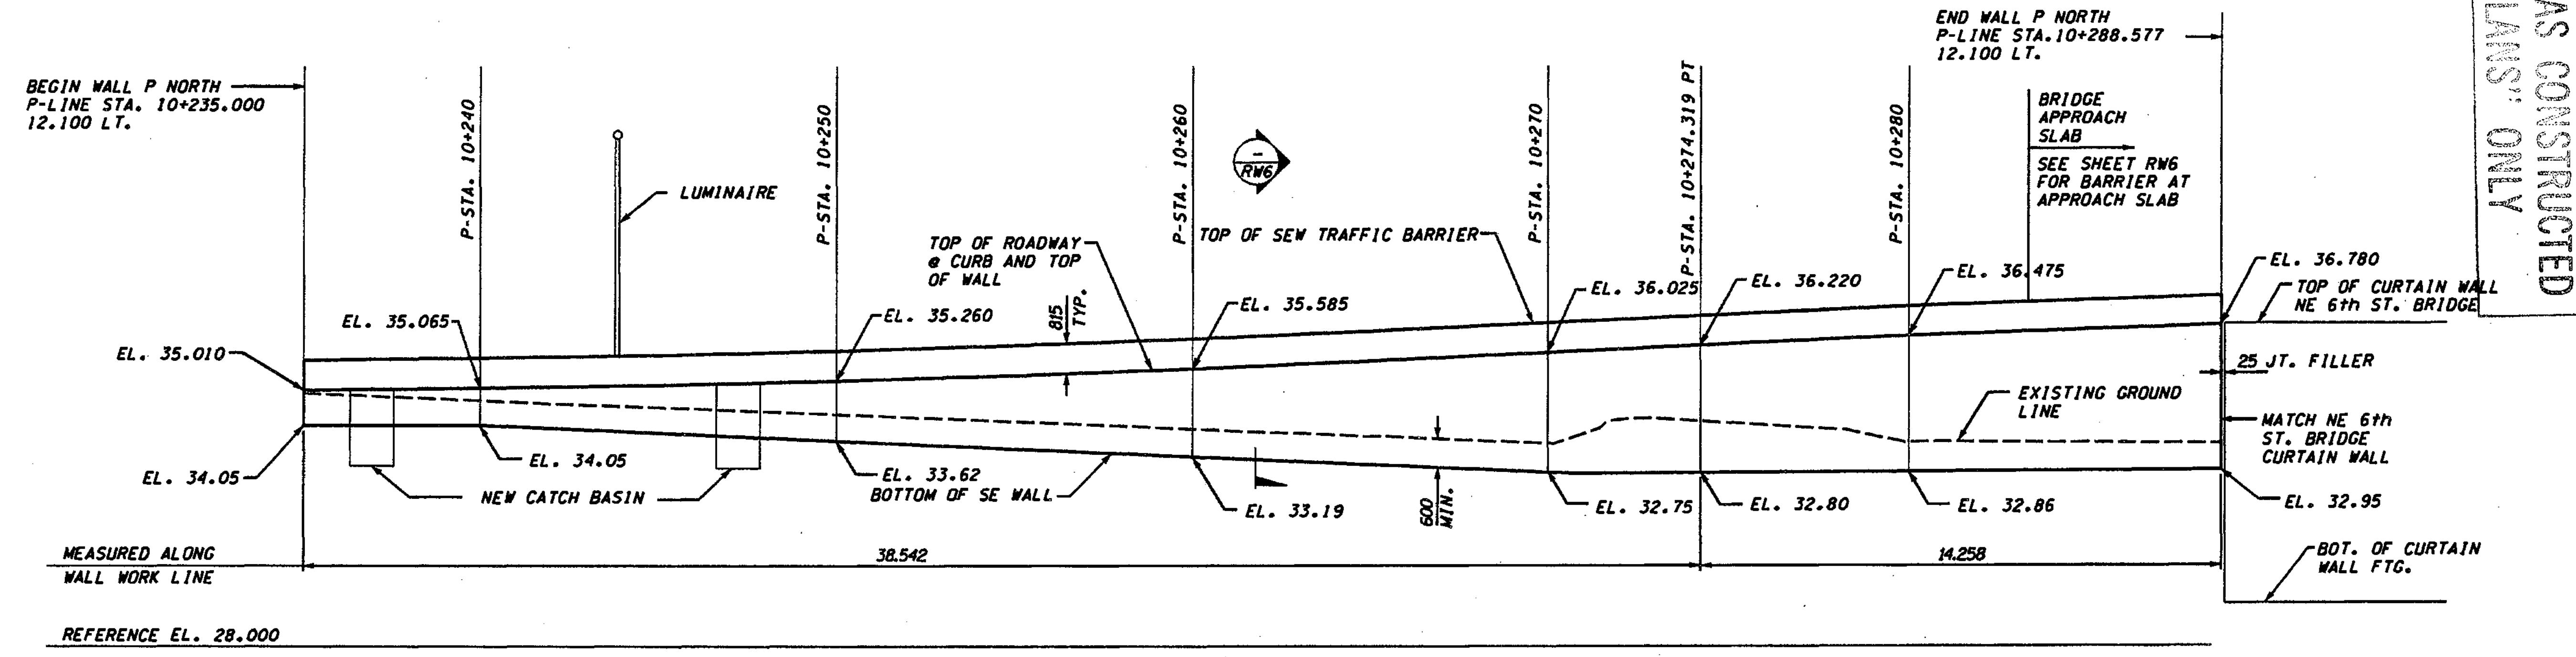 BEGIN WALL P NORTH
P-LINE STA. 10+235.000
12.100 LT.
P-STA. 10+240
LUMINAIRE
P-STA. 10+250
P-STA. 10+260
-
RW6
P-STA. 10+270
P-STA. 10+274.319 PT
P-STA. 10+280
END WALL P NORTH
P-LINE STA.10+288.577
12.100 LT.
BRIDGE
APPROACH
SLAB
SEE SHEET RW6
FOR BARRIER AT
APPROACH SLAB
AS CONSTRUCTED
LANS" ONLY
TOP OF ROADWAY
@ CURB AND TOP
OF WALL
TOP OF SEW TRAFFIC BARRIER
815
TYP.
EL. 35.010
EL. 35.065
EL. 35.260
EL. 35.585
EL. 36.025
EL. 36.220
EL. 36.475
EL. 36.780
TOP OF CURTAIN WALL
NE 6th ST. BRIDGE
25 JT. FILLER
EXISTING GROUND
LINE
MATCH NE 6th
ST. BRIDGE
CURTAIN WALL
EL. 34.05
NEW CATCH BASIN
EL. 34.05
EL. 33.62
BOTTOM OF SE WALL
EL. 33.19
600
MIN.
EL. 32.75
EL. 32.80
EL. 32.86
EL. 32.95
MEASURED ALONG
WALL WORK LINE
38.542
14.258
BOT. OF CURTAIN
WALL FTG.
REFERENCE EL. 28.000